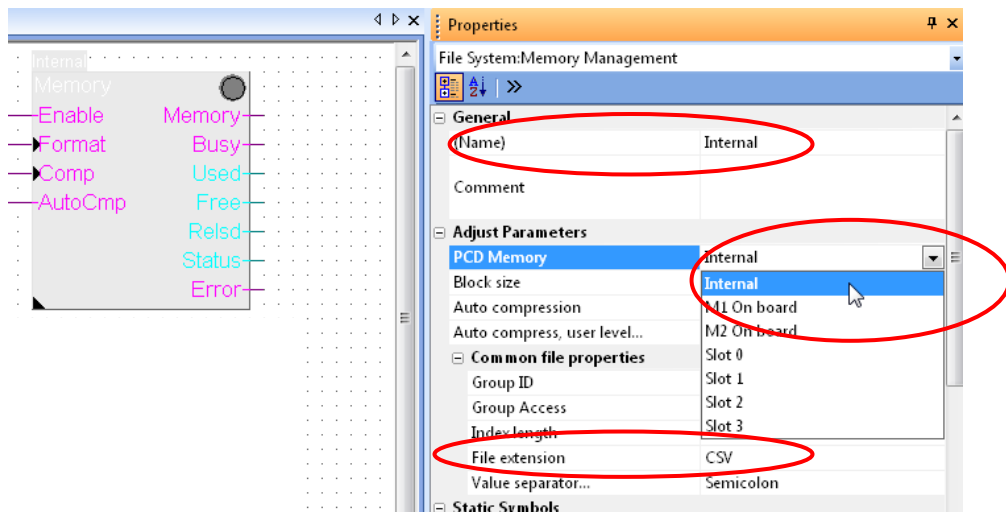 Internal
Memory
Enable Memory
Format Busy
Comp Used
AutoCmp Free
Relsd
Status
Error
Properties
File System:Memory Management
General
(Name) Internal
Comment
Adjust Parameters
PCD Memory Internal
Block size Internal
Auto compression M1 On board
Auto compress, user level... M2 On board
Common file properties Slot 0
Group ID Slot 1
Group Access Slot 2
Index length Slot 3
File extension CSV
Value separator... Semicolon
Static Symbols